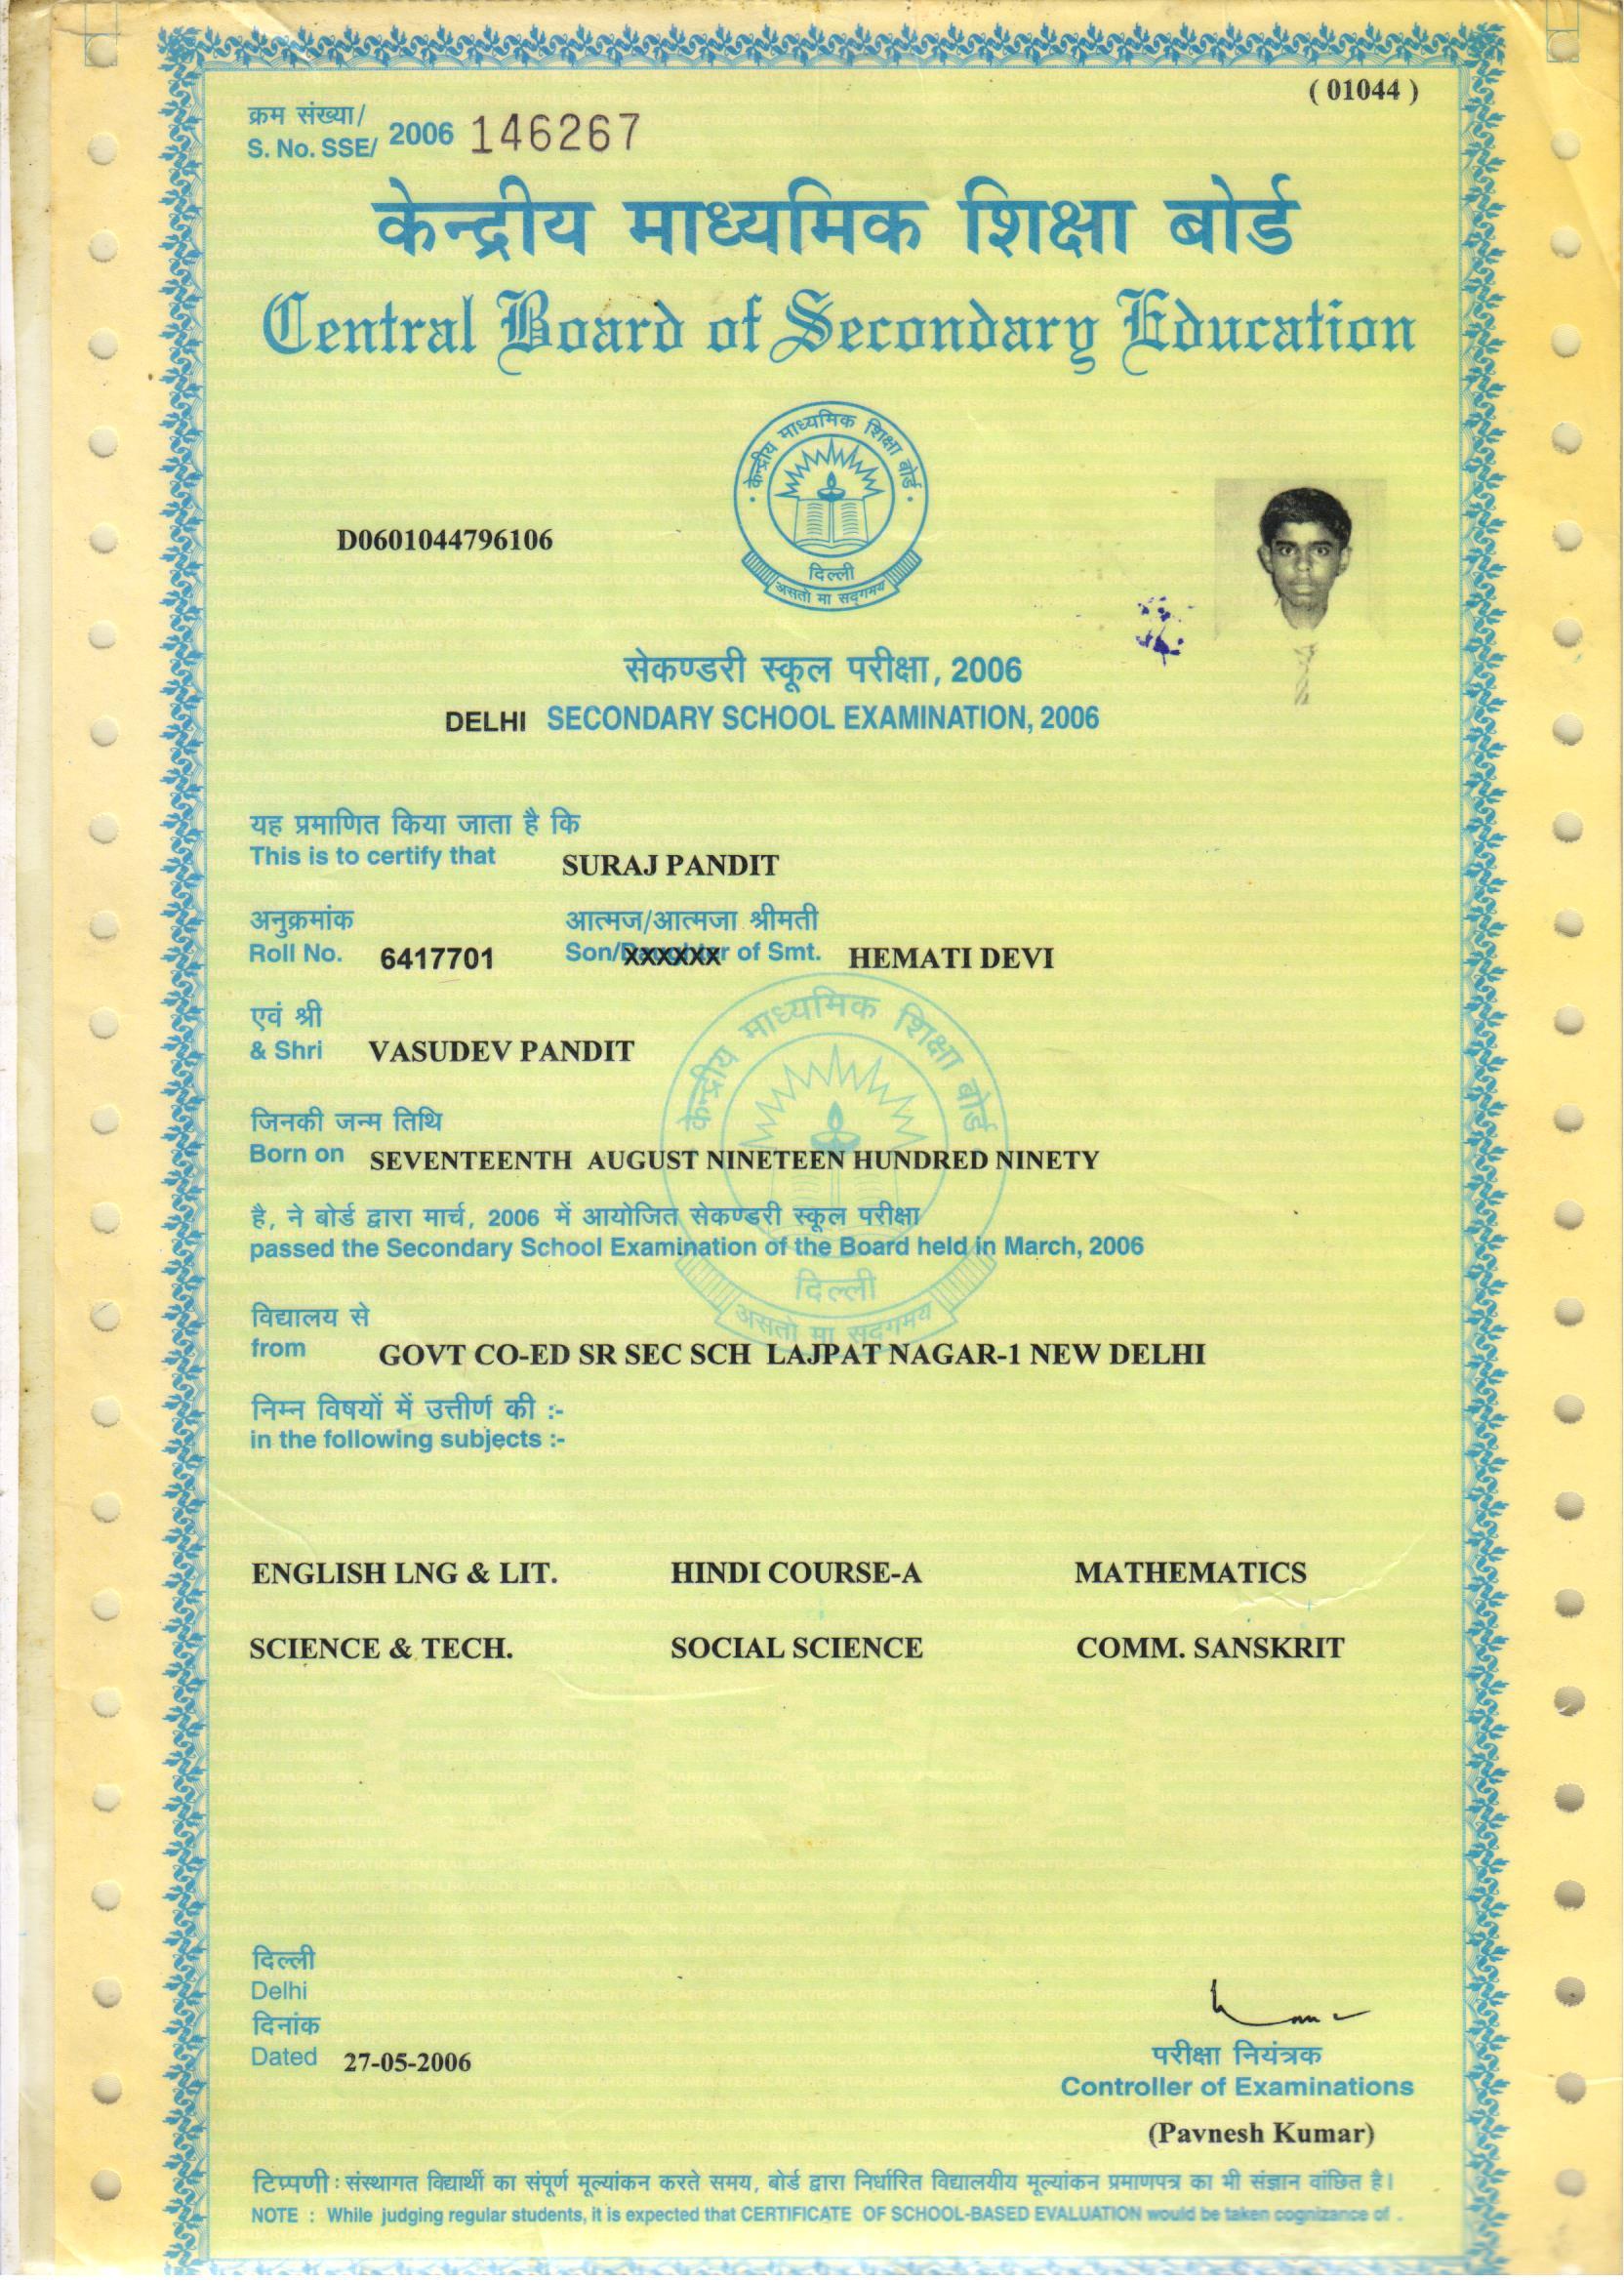 ( 01044 )
क्रम संख्या/
S. No. SSE/ 2006 146267
केन्द्रीय माध्यमिक शिक्षा बोर्ड
Central Board of Secondary Education
केन्द्रीय माध्यमिक शिक्षा बोर्ड
दिल्ली
असतो मा सद्गमय
D0601044796106
सेकण्डरी स्कूल परीक्षा, 2006
DELHI SECONDARY SCHOOL EXAMINATION, 2006
यह प्रमाणित किया जाता है कि
This is to certify that SURAJ PANDIT
अनुक्रमांक आत्मज/आत्मजा श्रीमती
Roll No. 6417701 Son/Daughter of Smt. HEMATI DEVI
एवं श्री
& Shri VASUDEV PANDIT
केन्द्रीय माध्यमिक शिक्षा बोर्ड
जिनकी जन्म तिथि
Born on SEVENTEENTH AUGUST NINETEEN HUNDRED NINETY
है, ने बोर्ड द्वारा मार्च, 2006 में आयोजित सेकण्डरी स्कूल परीक्षा
passed the Secondary School Examination of the Board held in March, 2006
दिल्ली
असतो मा सदगमय
विद्यालय से
from GOVT CO-ED SR SEC SCH LAJPAT NAGAR-1 NEW DELHI
निम्न विषयों में उत्तीर्ण की :-
in the following subjects :-
ENGLISH LNG & LIT. HINDI COURSE-A MATHEMATICS
SCIENCE & TECH. SOCIAL SCIENCE COMM. SANSKRIT
दिल्ली
Delhi
दिनांक
Dated 27-05-2006
परीक्षा नियंत्रक
Controller of Examinations
(Pavnesh Kumar)
टिप्पणी : संस्थागत विद्यार्थी का संपूर्ण मूल्यांकन करते समय, बोर्ड द्वारा निर्धारित विद्यालयीय मूल्यांकन प्रमाणपत्र का भी संज्ञान वांछित है।
NOTE : While judging regular students, it is expected that CERTIFICATE OF SCHOOL-BASED EVALUATION would be taken cognizance of .